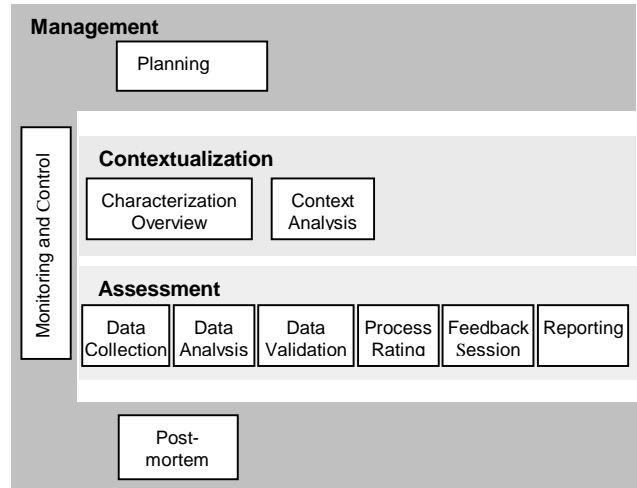 Management
Planning
Monitoring and Control
Contextualization
Characterization
Overview
Context
Analysis
Assessment
Data
Collection
Data
Analysis
Data
Validation
Process
Rating
Feedback
Session
Reporting
Post-
mortem